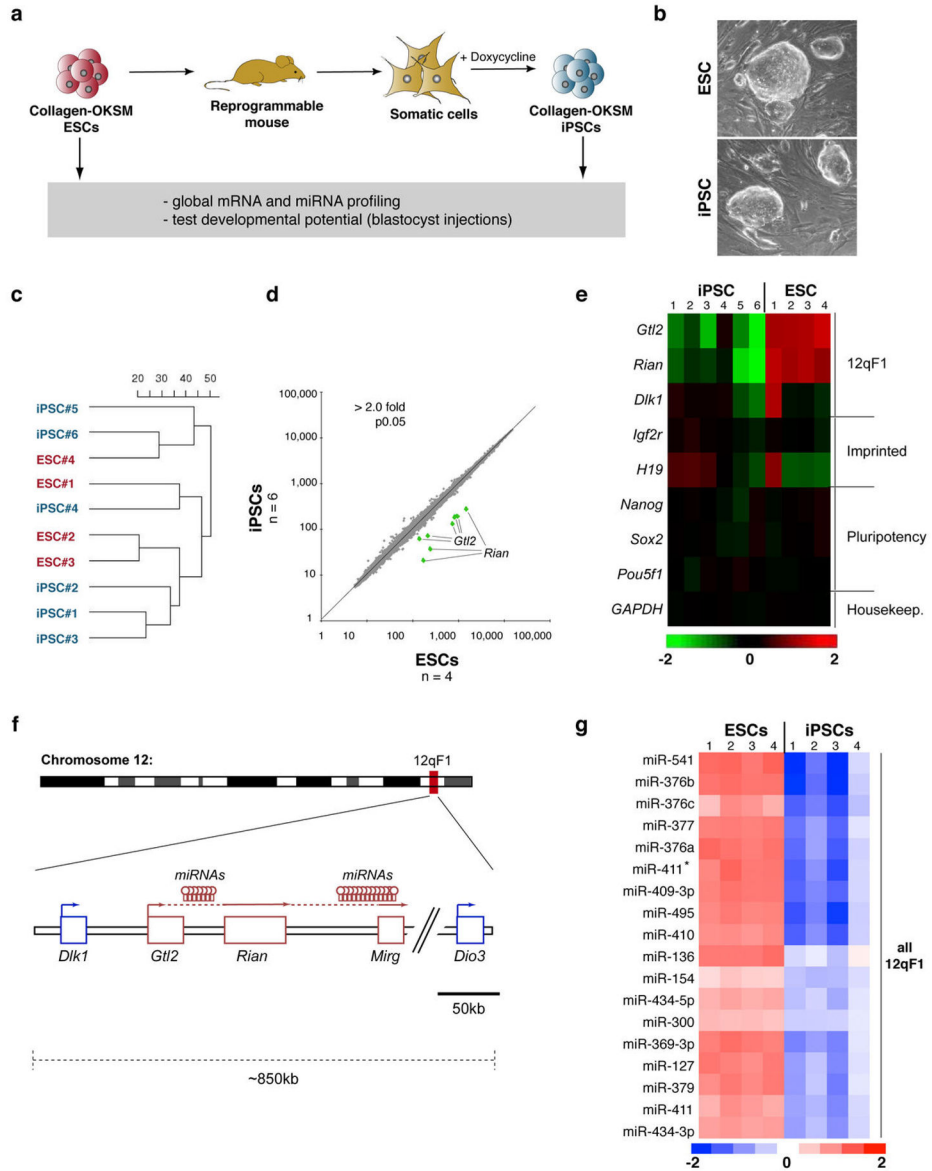 a
+ Doxycycline
Collagen-OKSM
ESCs
Reprogrammable
mouse
Somatic cells
Collagen-OKSM
iPSCs
- global mRNA and miRNA profiling
- test developmental potential (blastocyst injections)
b
ESC
iPSC
c
20 30 40 50
iPSC#5
iPSC#6
ESC#4
ESC#1
iPSC#4
ESC#2
ESC#3
iPSC#2
iPSC#1
iPSC#3
d
100,000
10,000
1,000
100
10
1
> 2.0 fold
p0.05
iPSCs
n = 6
Gtl2
Rian
1 10 100 1,000 10,000 100,000
ESCs
n = 4
e
iPSC ESC
1 2 3 4 5 6 1 2 3 4
Gtl2
Rian
Dlk1
Igf2r
H19
Nanog
Sox2
Pou5f1
GAPDH
12qF1
Imprinted
Pluripotency
Housekeep.
-2 0 2
f
Chromosome 12:
12qF1
miRNAs miRNAs
Dlk1 Gtl2 Rian Mirg Dio3
50kb
~850kb
g
ESCs iPSCs
1 2 3 4 1 2 3 4
miR-541
miR-376b
miR-376c
miR-377
miR-376a
miR-411*
miR-409-3p
miR-495
miR-410
miR-136
miR-154
miR-434-5p
miR-300
miR-369-3p
miR-127
miR-379
miR-411
miR-434-3p
all
12qF1
-2 0 2